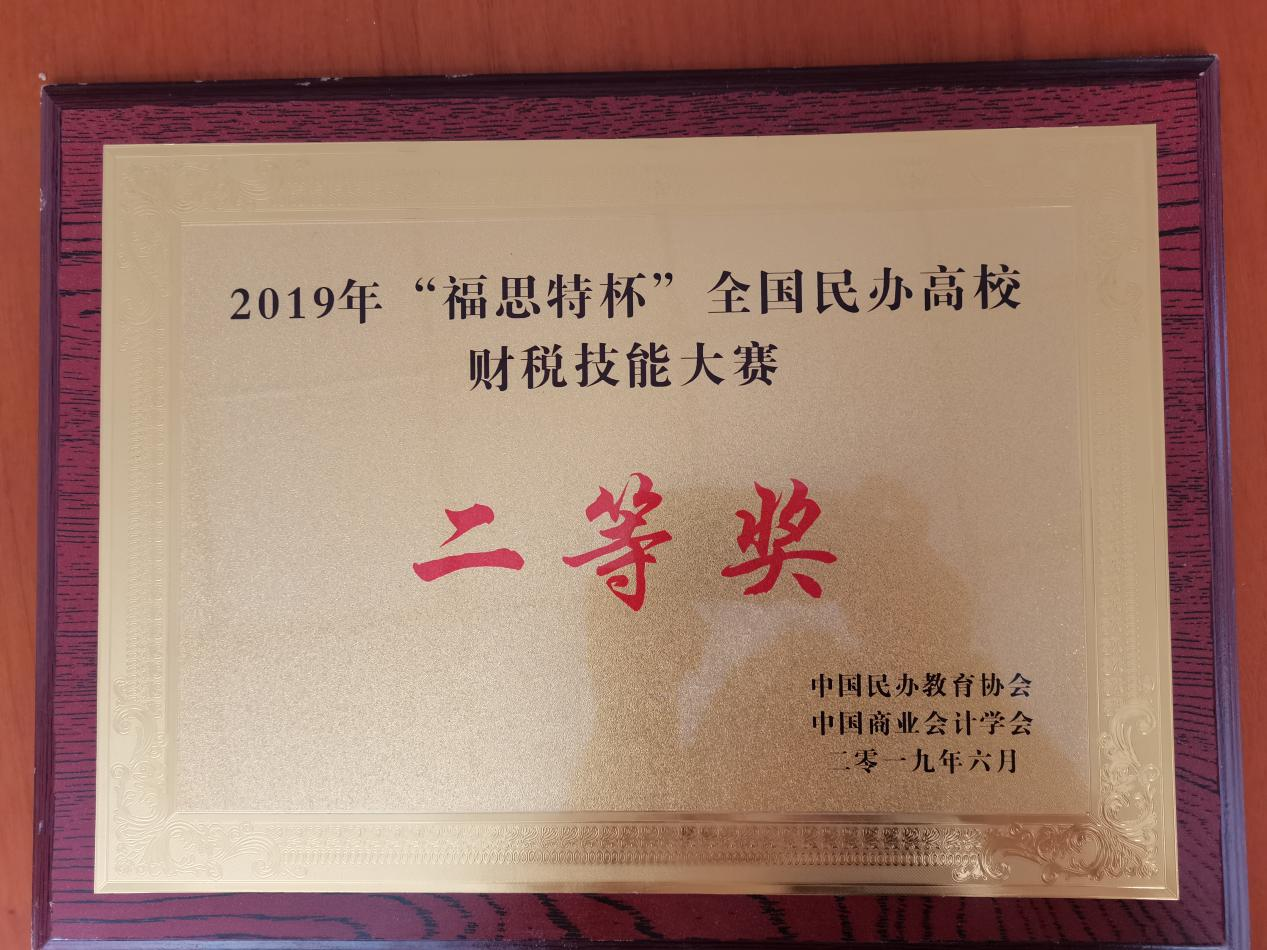 2019年“福思特杯”全国民办高校
财税技能大赛
二等奖
中国民办教育协会
中国商业会计学会
二零一九年六月